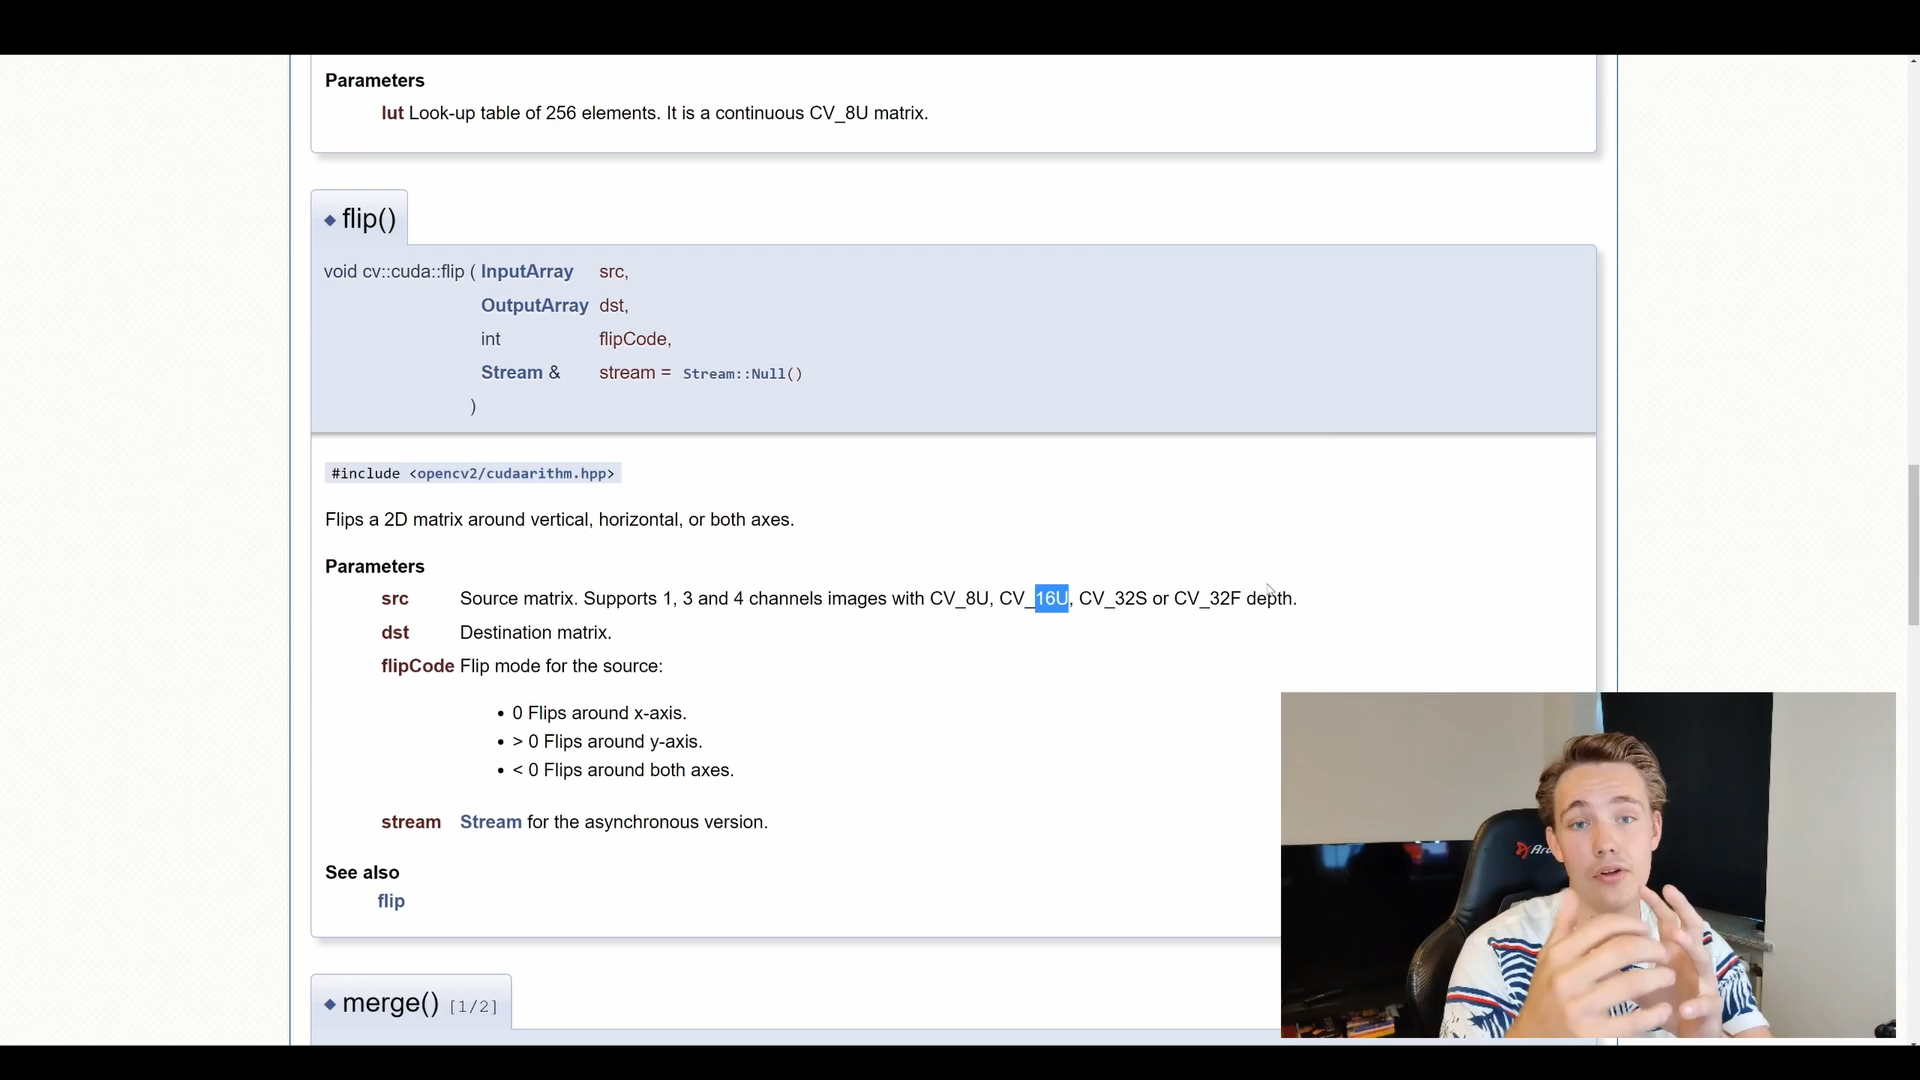 Parameters
lut Look-up table of 256 elements. It is a continuous CV_8U matrix.
◆ flip()
void cv::cuda::flip ( InputArray src,
OutputArray dst,
int flipCode,
Stream & stream = Stream::Null()
)
#include <opencv2/cudaarithm.hpp>
Flips a 2D matrix around vertical, horizontal, or both axes.
Parameters
src Source matrix. Supports 1, 3 and 4 channels images with CV_8U, CV_16U, CV_32S or CV_32F depth.
dst Destination matrix.
flipCode Flip mode for the source:
• 0 Flips around x-axis.
• > 0 Flips around y-axis.
• < 0 Flips around both axes.
stream Stream for the asynchronous version.
See also
flip
◆ merge() [1/2]